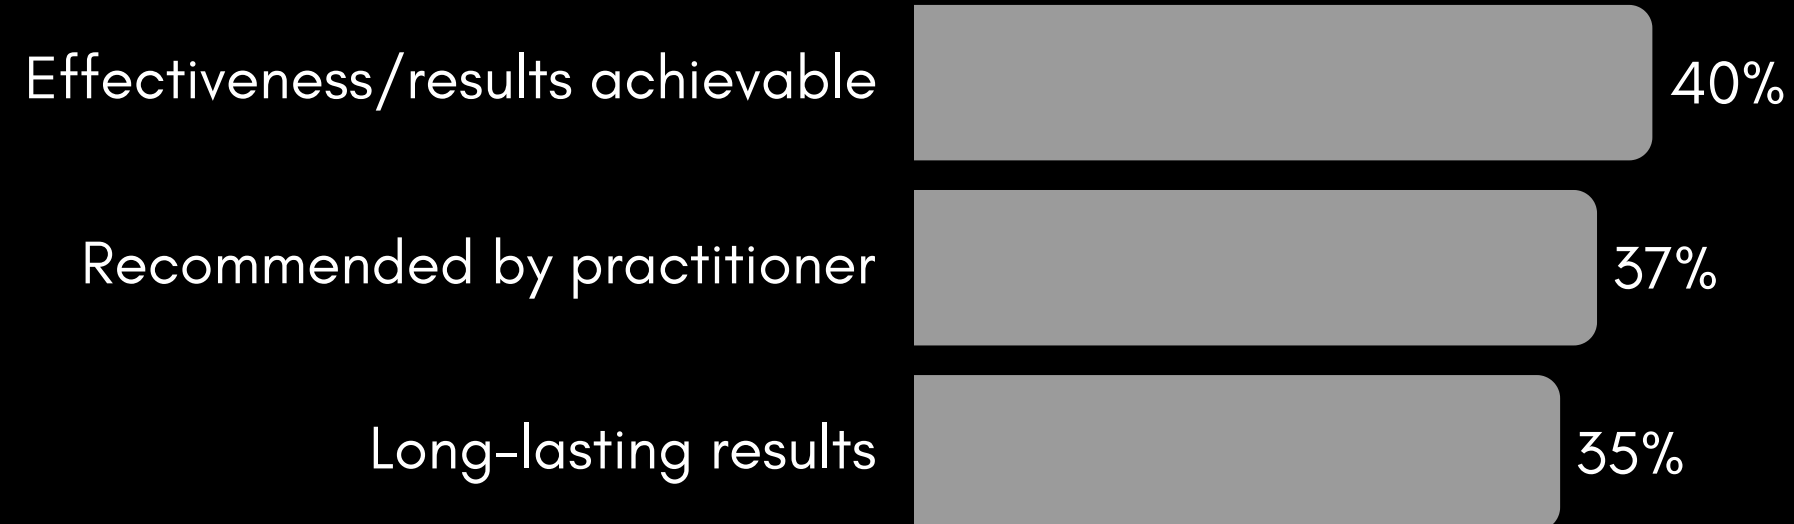 Effectiveness/results achievable 40%
Recommended by practitioner 37%
Long-lasting results 35%